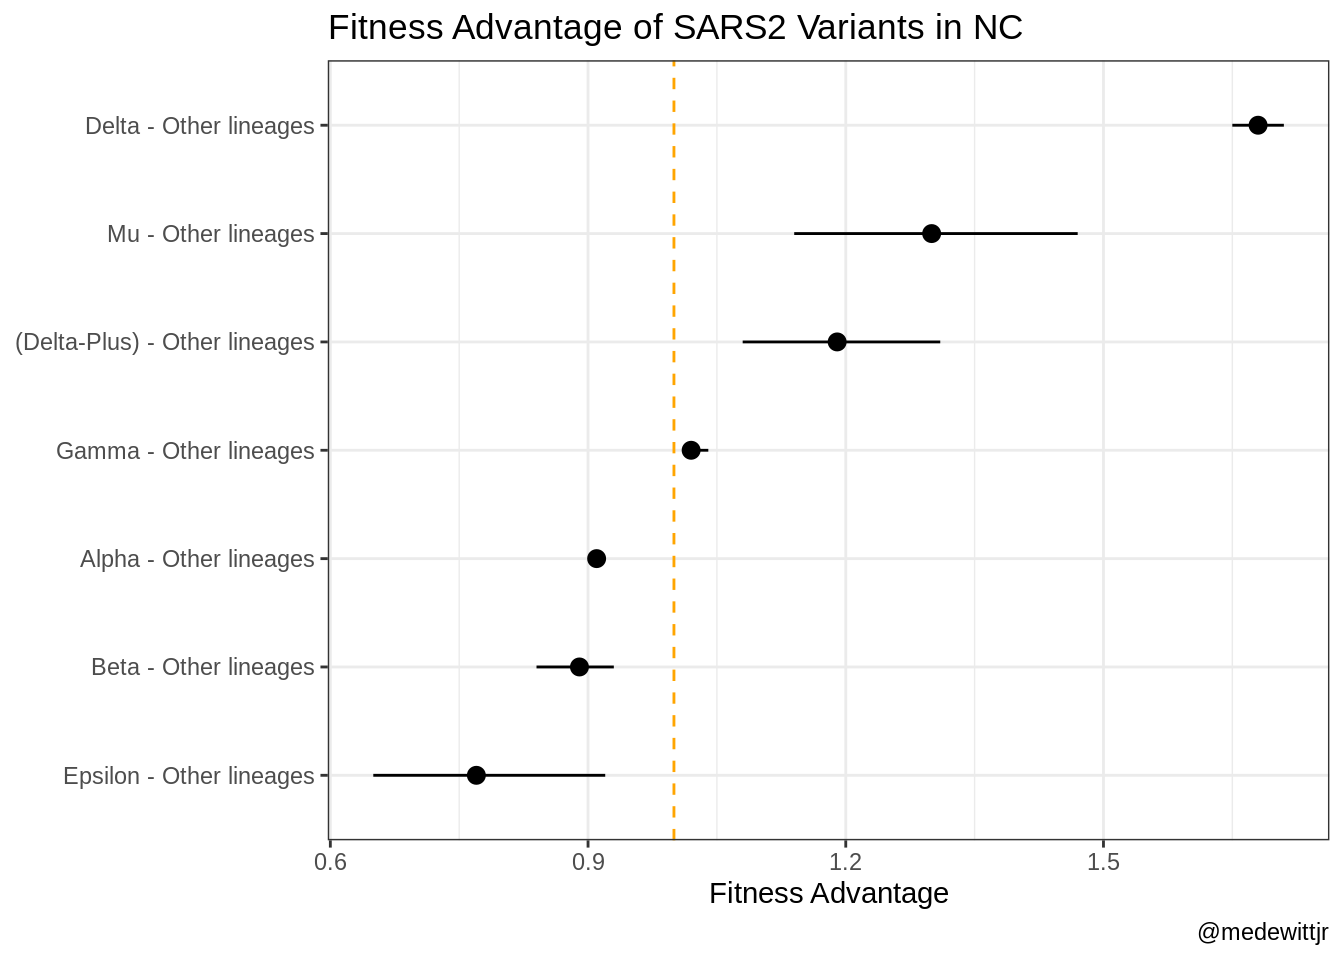 Fitness Advantage of SARS2 Variants in NC
Delta - Other lineages
Mu - Other lineages
(Delta-Plus) - Other lineages
Gamma - Other lineages
Alpha - Other lineages
Beta - Other lineages
Epsilon - Other lineages
0.6 0.9 1.2 1.5
Fitness Advantage
@medewittjr